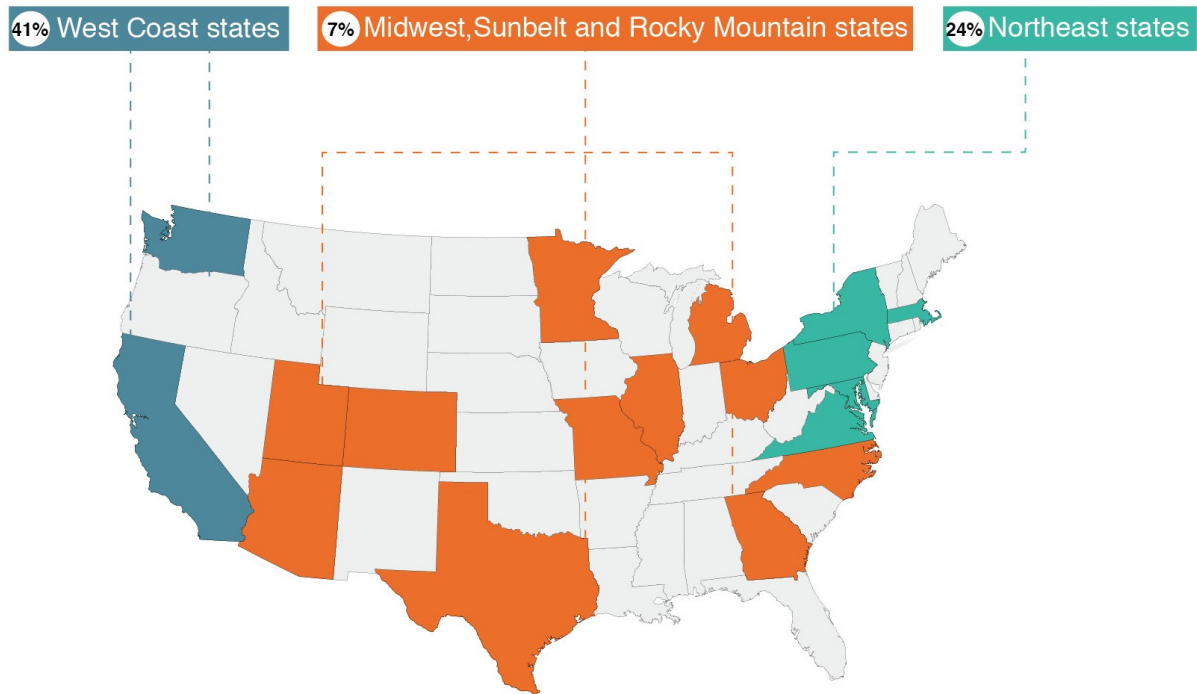 41% West Coast states
7% Midwest,Sunbelt and Rocky Mountain states
24% Northeast states